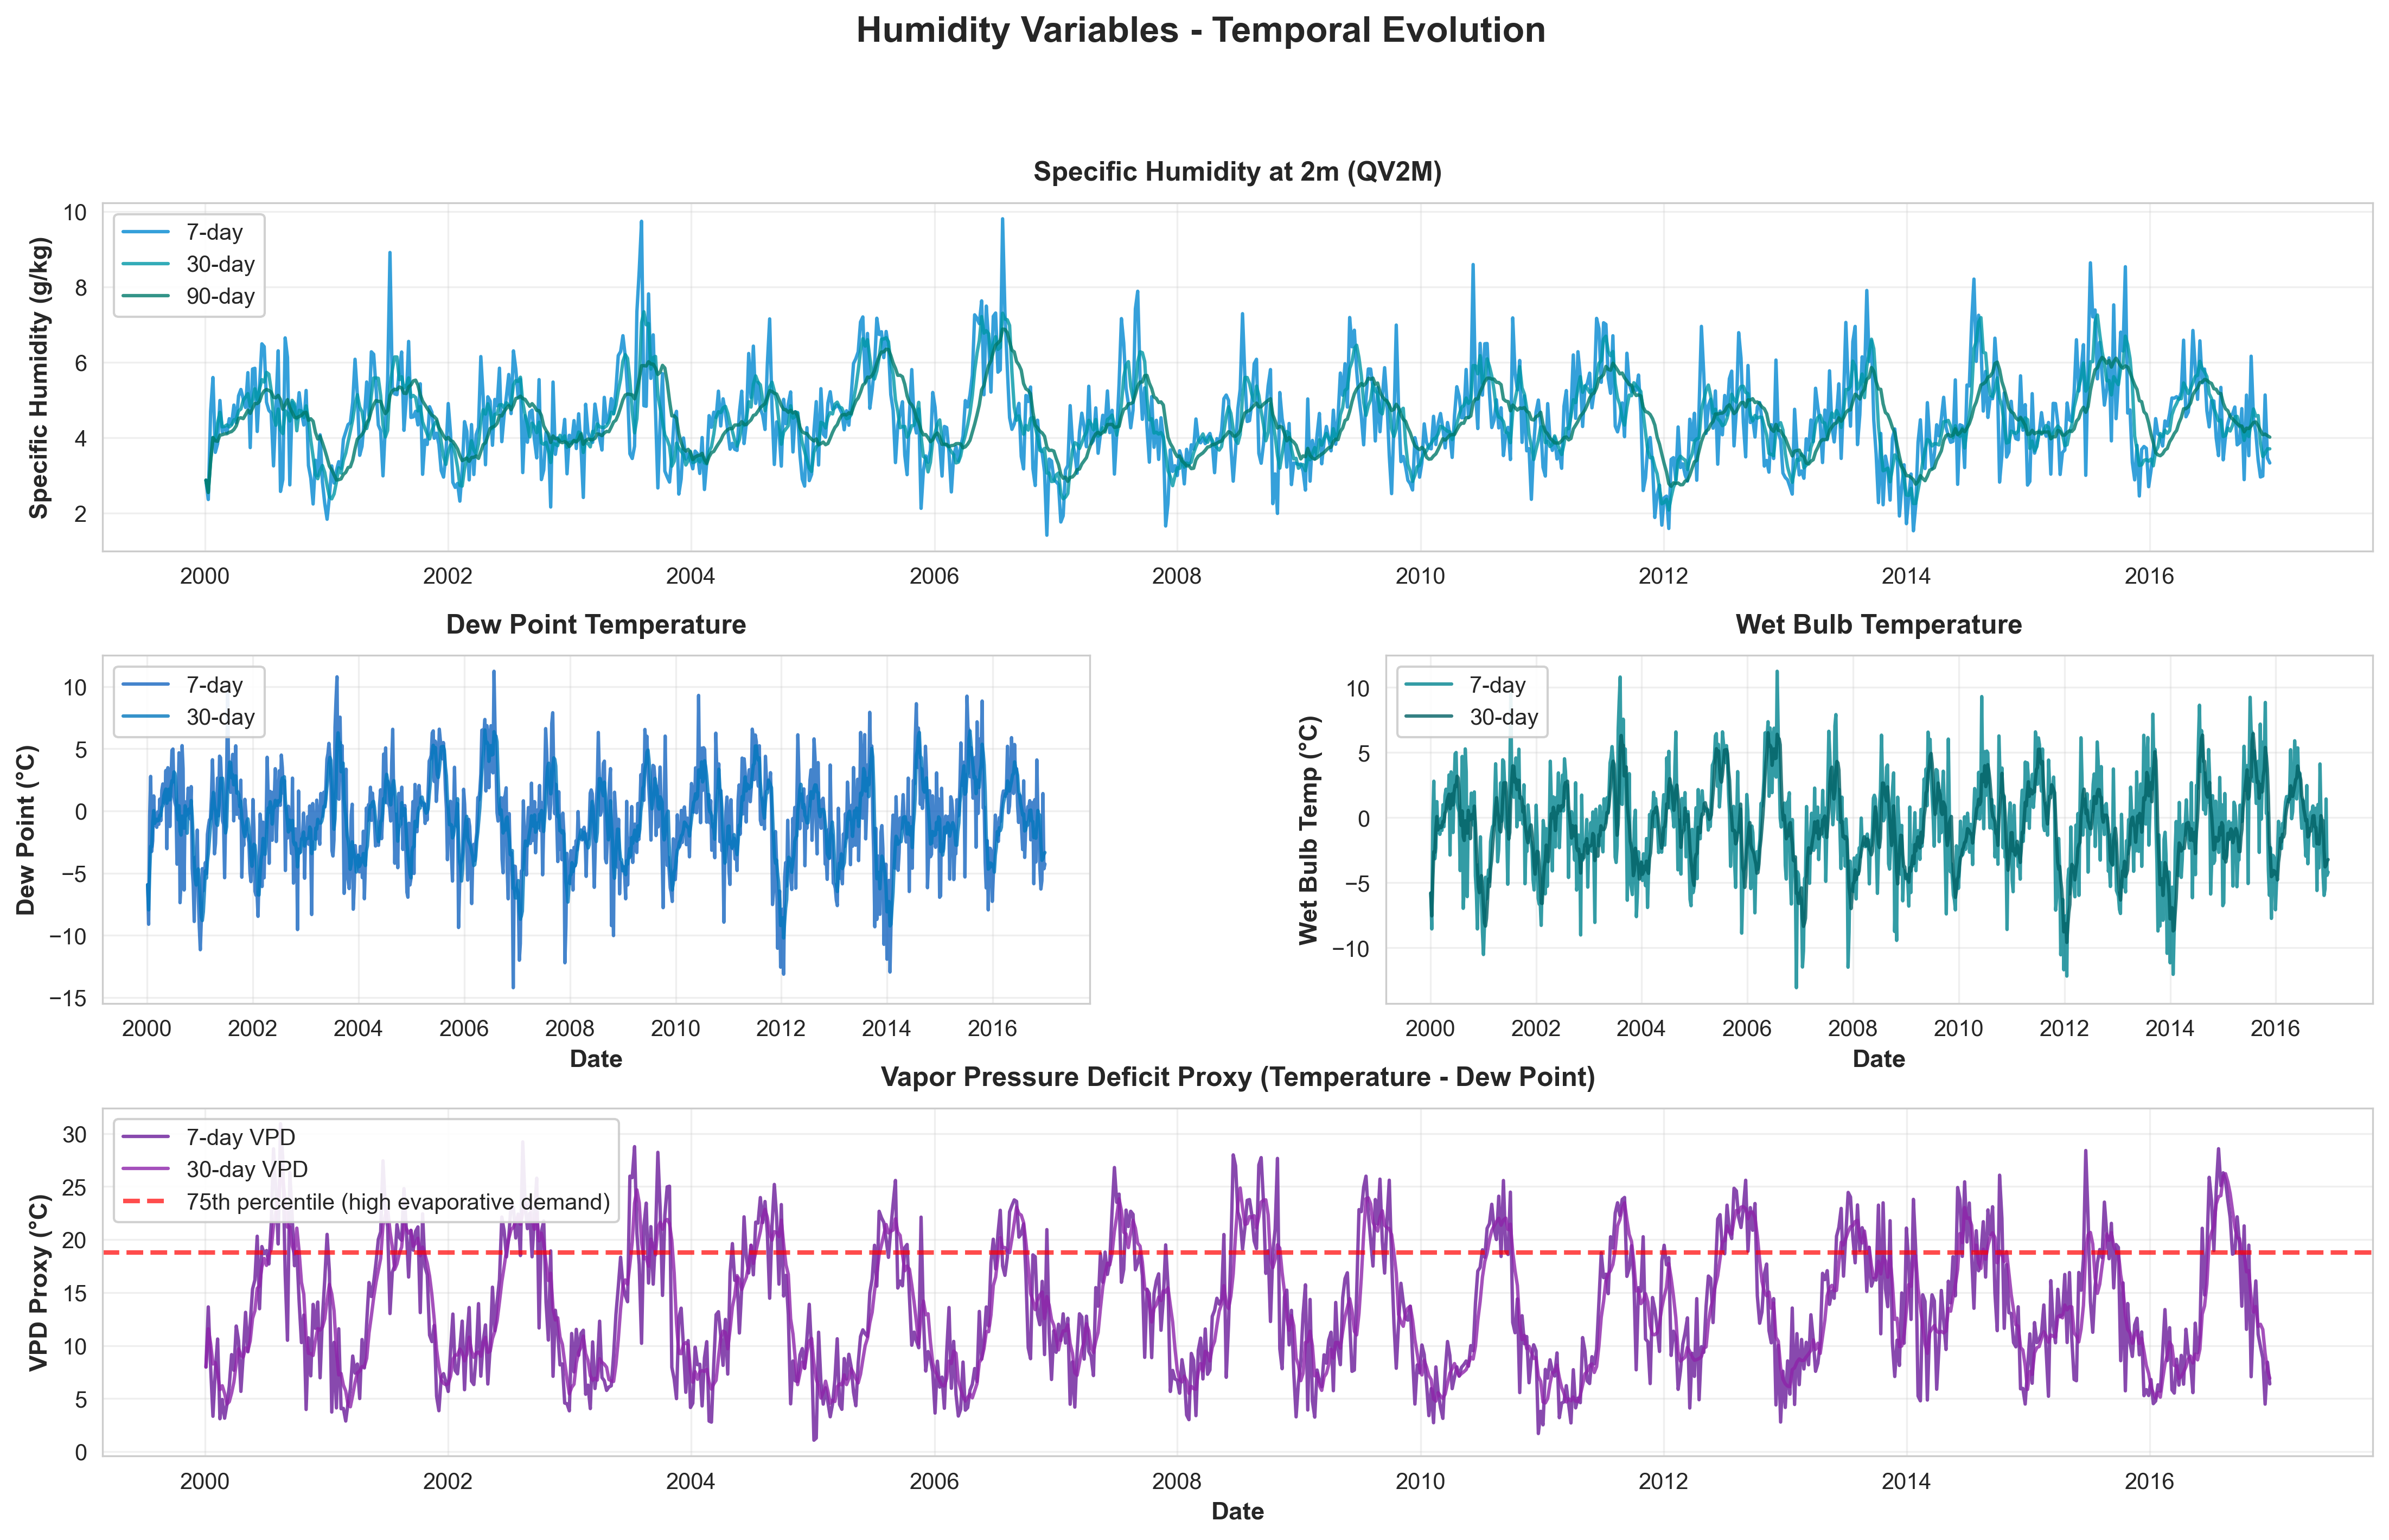 Humidity Variables - Temporal Evolution
Specific Humidity at 2m (QV2M)
Specific Humidity (g/kg)
10
8
6
4
2
7-day
30-day
90-day
2000 2002 2004 2006 2008 2010 2012 2014 2016
Dew Point Temperature
Dew Point (°C)
10
5
0
−5
−10
−15
7-day
30-day
2000 2002 2004 2006 2008 2010 2012 2014 2016
Date
Wet Bulb Temperature
Wet Bulb Temp (°C)
10
5
0
−5
−10
7-day
30-day
2000 2002 2004 2006 2008 2010 2012 2014 2016
Date
Vapor Pressure Deficit Proxy (Temperature - Dew Point)
VPD Proxy (°C)
30
25
20
15
10
5
0
7-day VPD
30-day VPD
75th percentile (high evaporative demand)
2000 2002 2004 2006 2008 2010 2012 2014 2016
Date